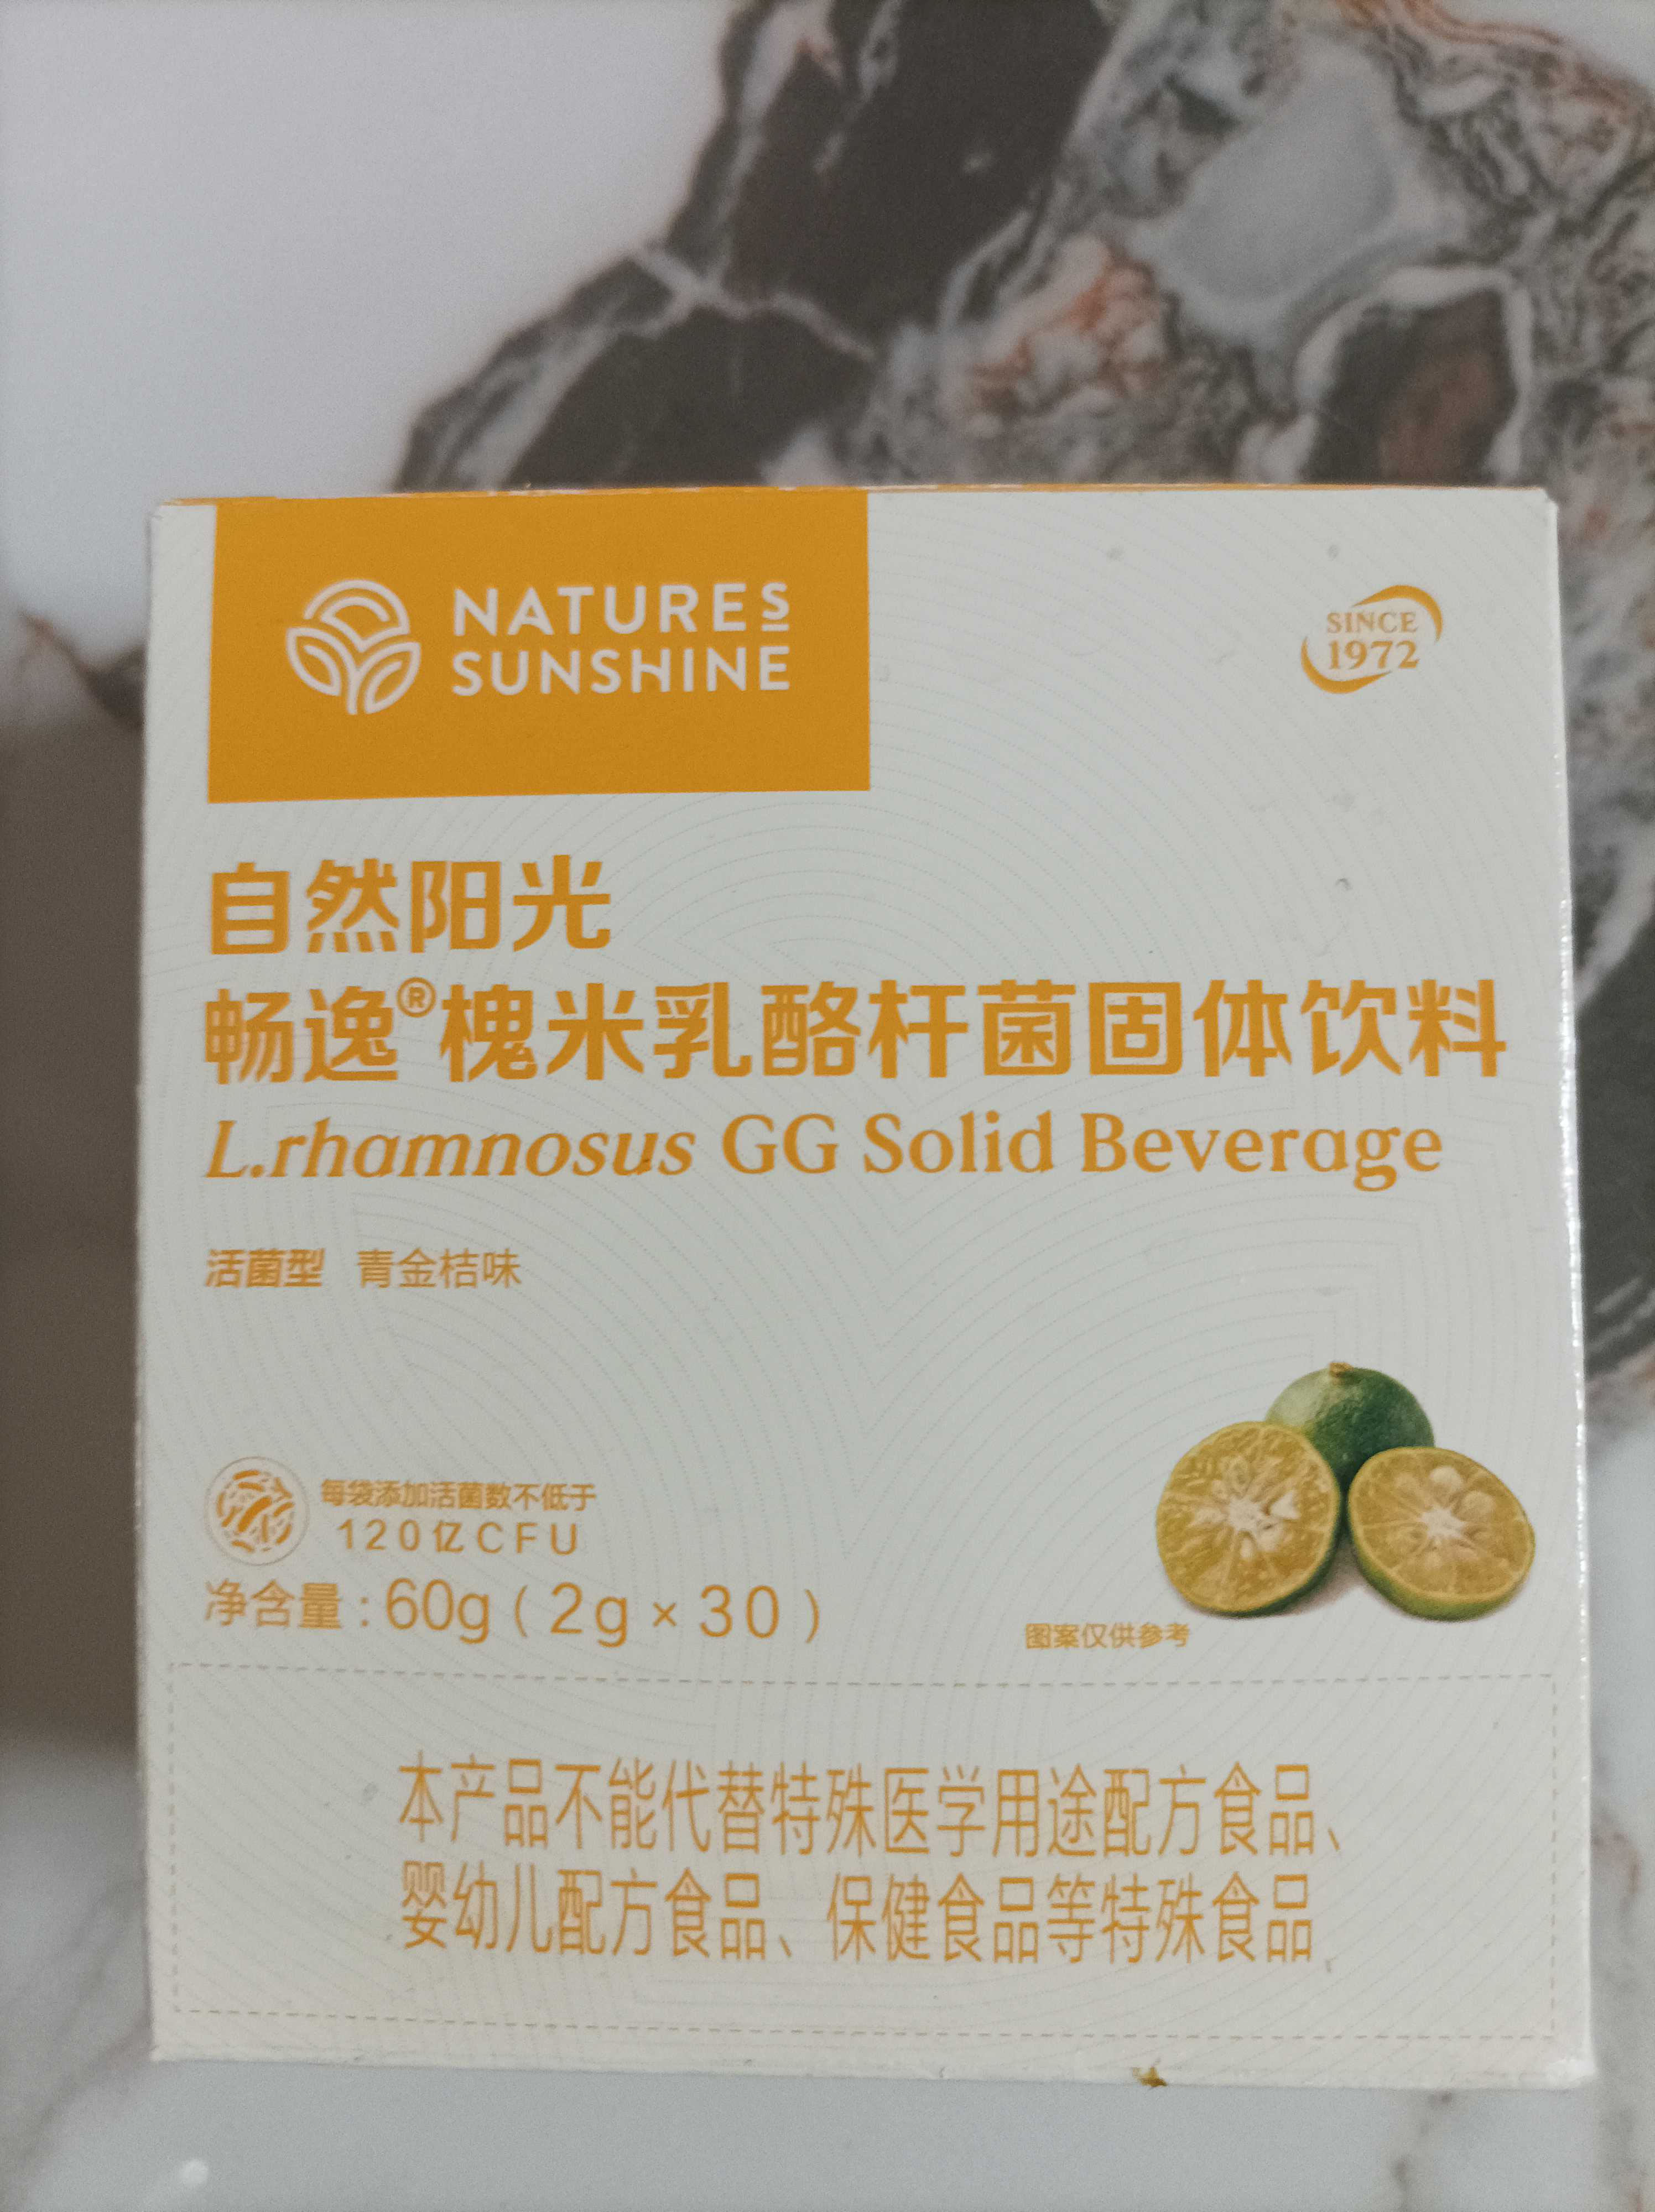 NATURE'S
SUNSHINE
SINCE
1972
自然阳光
畅逸®槐米乳酪杆菌固体饮料
L.rhamnosus GG Solid Beverage
活菌型 青金桔味
每袋添加活菌数不低于
120亿CFU
净含量:60g(2g×30)
图案仅供参考
本产品不能代替特殊医学用途配方食品、
婴幼儿配方食品、保健食品等特殊食品